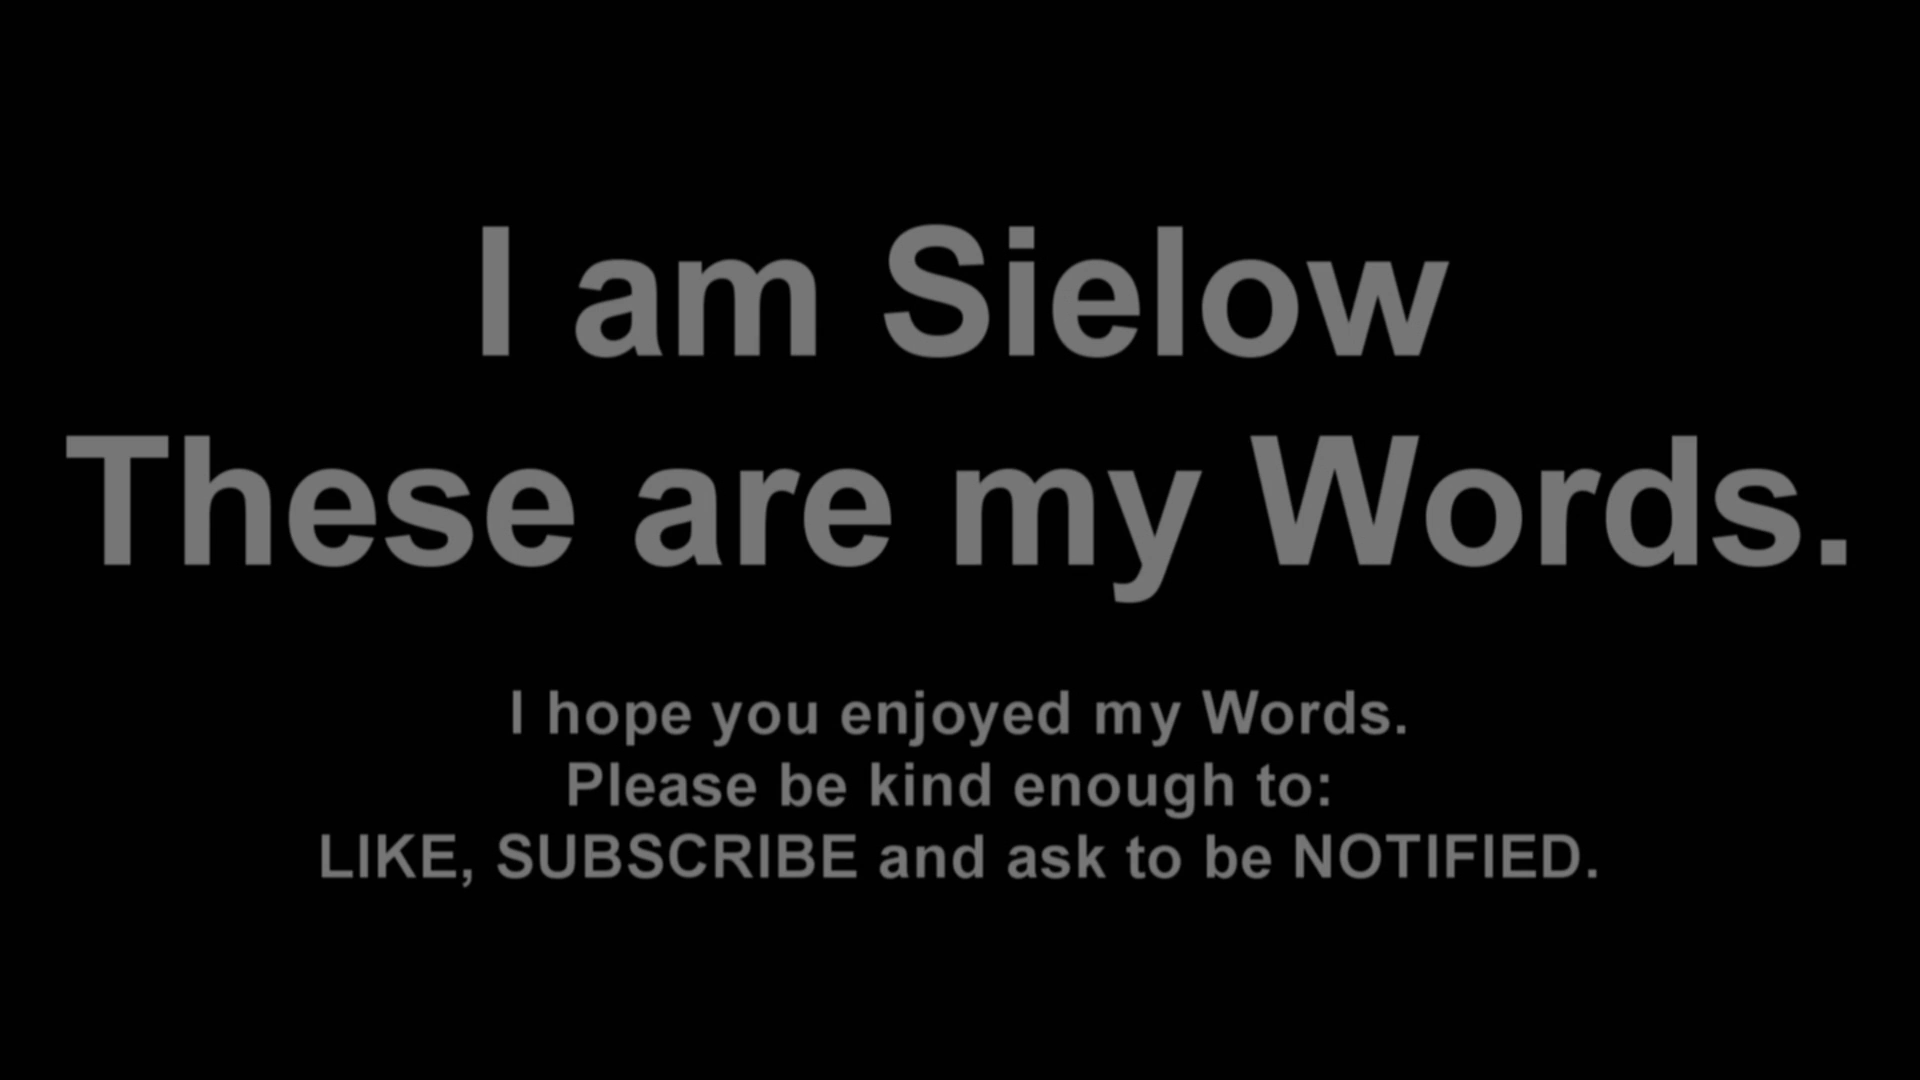 I am Sielow
These are my Words.
I hope you enjoyed my Words.
Please be kind enough to:
LIKE, SUBSCRIBE and ask to be NOTIFIED.